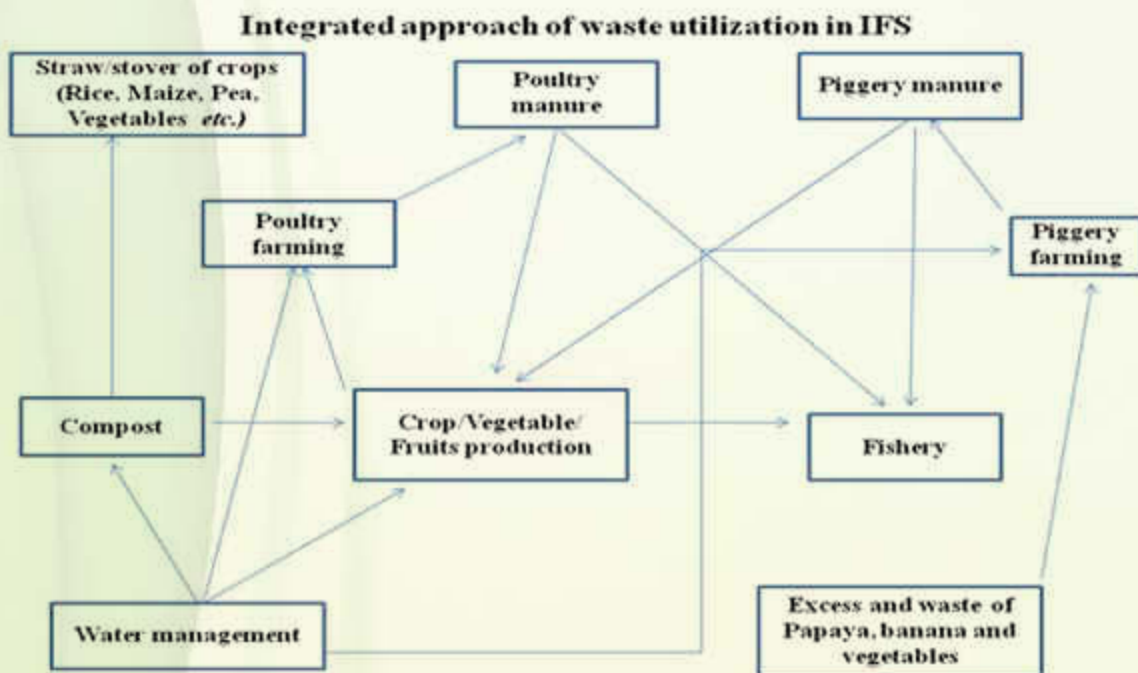 Integrated approach of waste utilization in IFS
Straw/stover of crops
(Rice, Maize, Pea,
Vegetables etc.)
Poultry
manure
Piggery manure
Poultry
farming
Piggery
farming
Compost
Crop/Vegetable/
Fruits production
Fishery
Water management
Excess and waste of
Papaya, banana and
vegetables